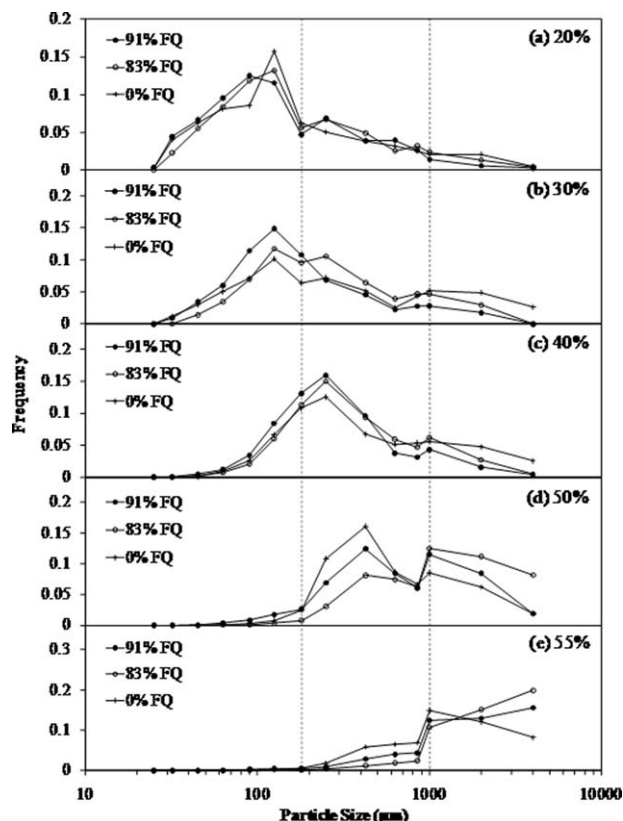 0.2
0.15
0.1
0.05
0
91% FQ
83% FQ
0% FQ
(a) 20%
0.2
0.15
0.1
0.05
0
91% FQ
83% FQ
0% FQ
(b) 30%
0.2
0.15
0.1
0.05
0
91% FQ
83% FQ
0% FQ
(c) 40%
Frequency
0.2
0.15
0.1
0.05
0
91% FQ
83% FQ
0% FQ
(d) 50%
0.3
0.2
0.1
0
91% FQ
83% FQ
0% FQ
(e) 55%
10
100
1000
10000
Particle Size (μm)